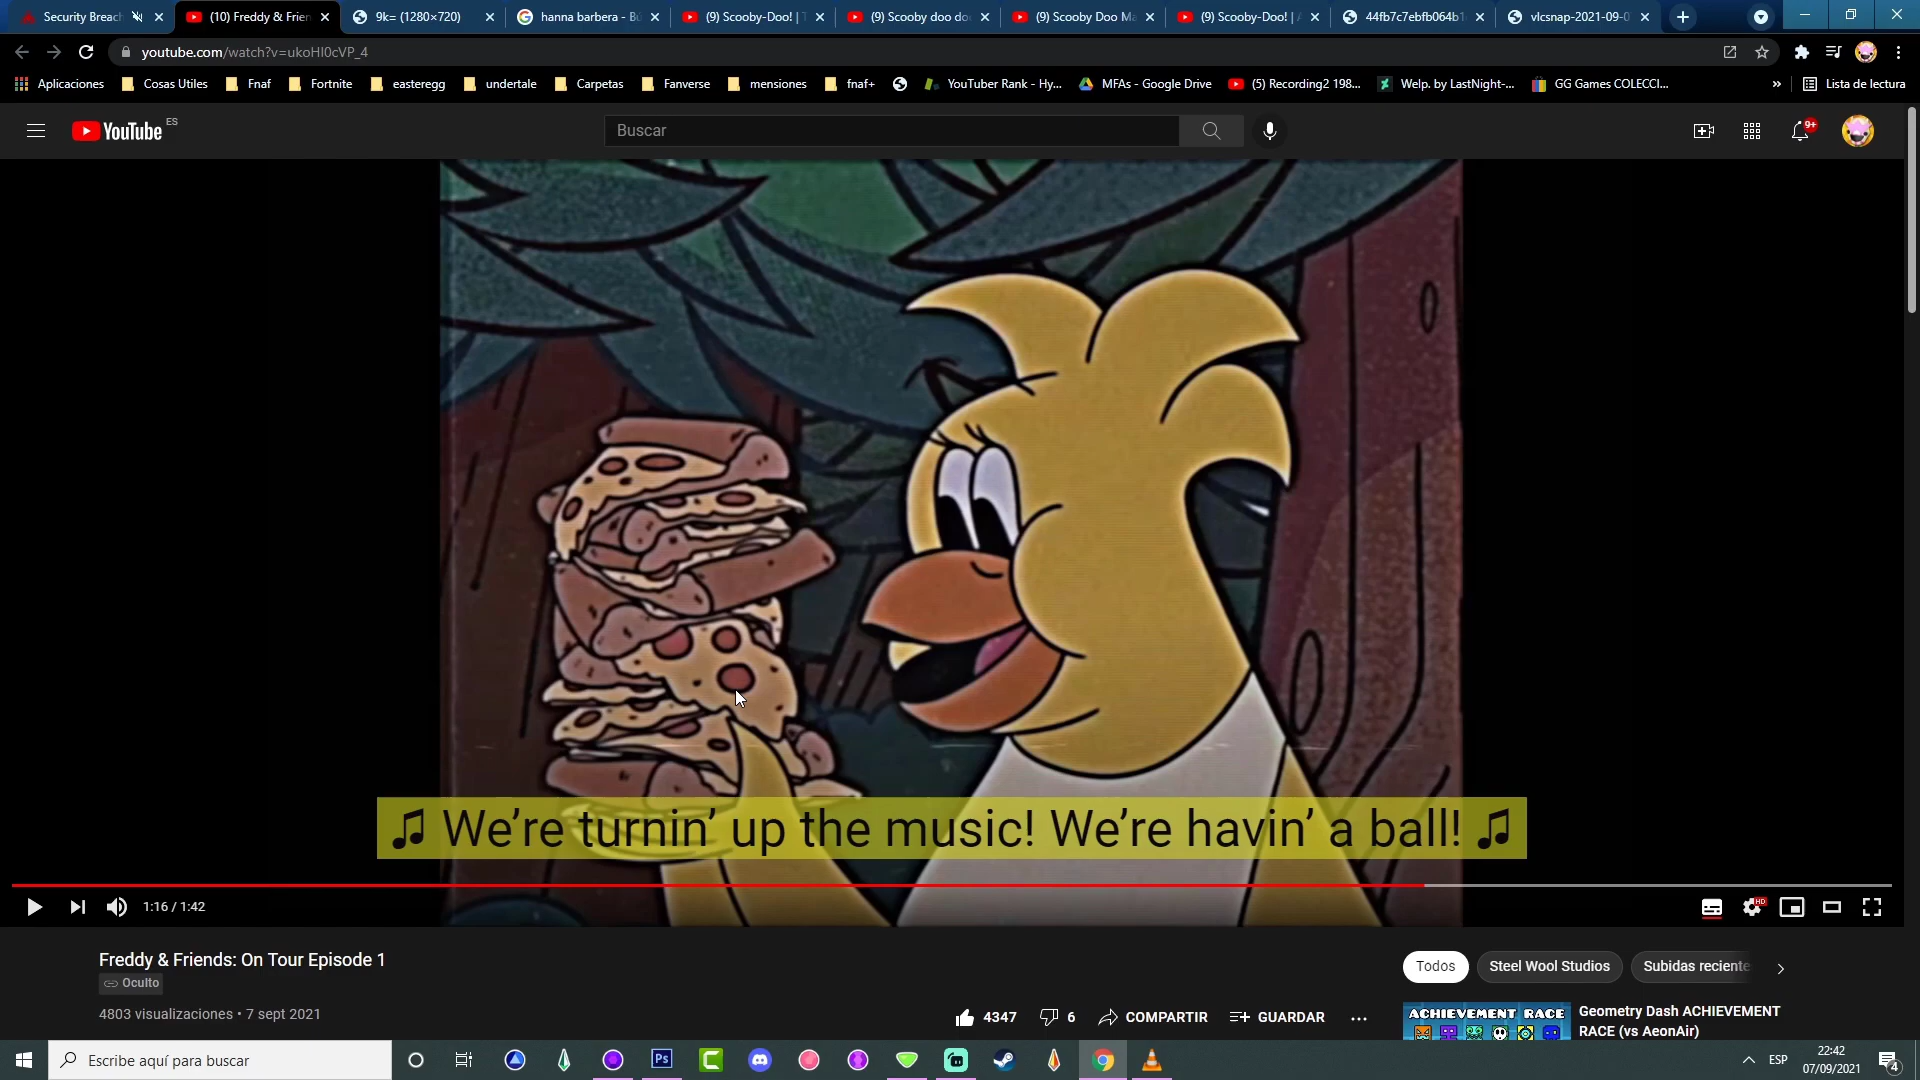 Security Breach
(10) Freddy & Frien
9k= (1280×720)
hanna barbera - Bú
(9) Scooby-Doo! | T
(9) Scooby doo do
(9) Scooby Doo Ma
(9) Scooby-Doo! | A
44fb7c7ebfb064b1
vlcsnap-2021-09-0
youtube.com/watch?v=ukoHI0cVP_4
Aplicaciones
Cosas Utiles
Fnaf
Fortnite
easteregg
undertale
Carpetas
Fanverse
mensiones
fnaf+
YouTuber Rank - Hy...
MFAs - Google Drive
(5) Recording2 198...
Welp. by LastNight-...
GG Games COLECCI...
»
Lista de lectura
YouTube ES
Buscar
9+
♫ We’re turnin’ up the music! We’re havin’ a ball! ♫
1:16 / 1:42
HD
Freddy & Friends: On Tour Episode 1
Oculto
4803 visualizaciones • 7 sept 2021
4347
6
COMPARTIR
GUARDAR
Todos
Steel Wool Studios
Subidas reciente
ACHIEVEMENT RACE
Geometry Dash ACHIEVEMENT
RACE (vs AeonAir)
Escribe aquí para buscar
Ps
ESP
22:42
07/09/2021
4